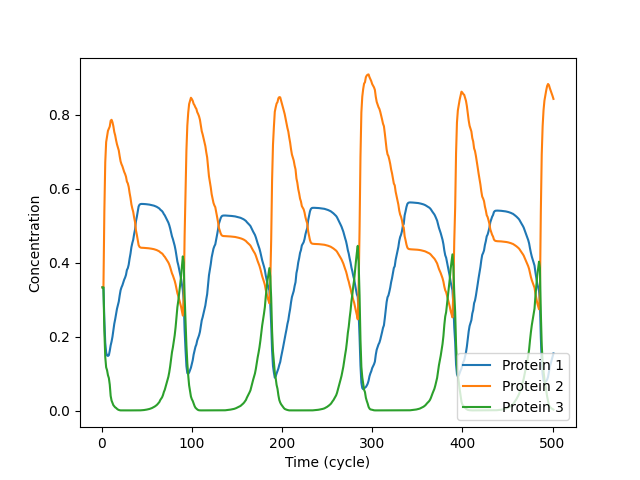 0.8
0.6
0.4
0.2
0.0
Concentration
0 100 200 300 400 500
Time (cycle)
Protein 1
Protein 2
Protein 3